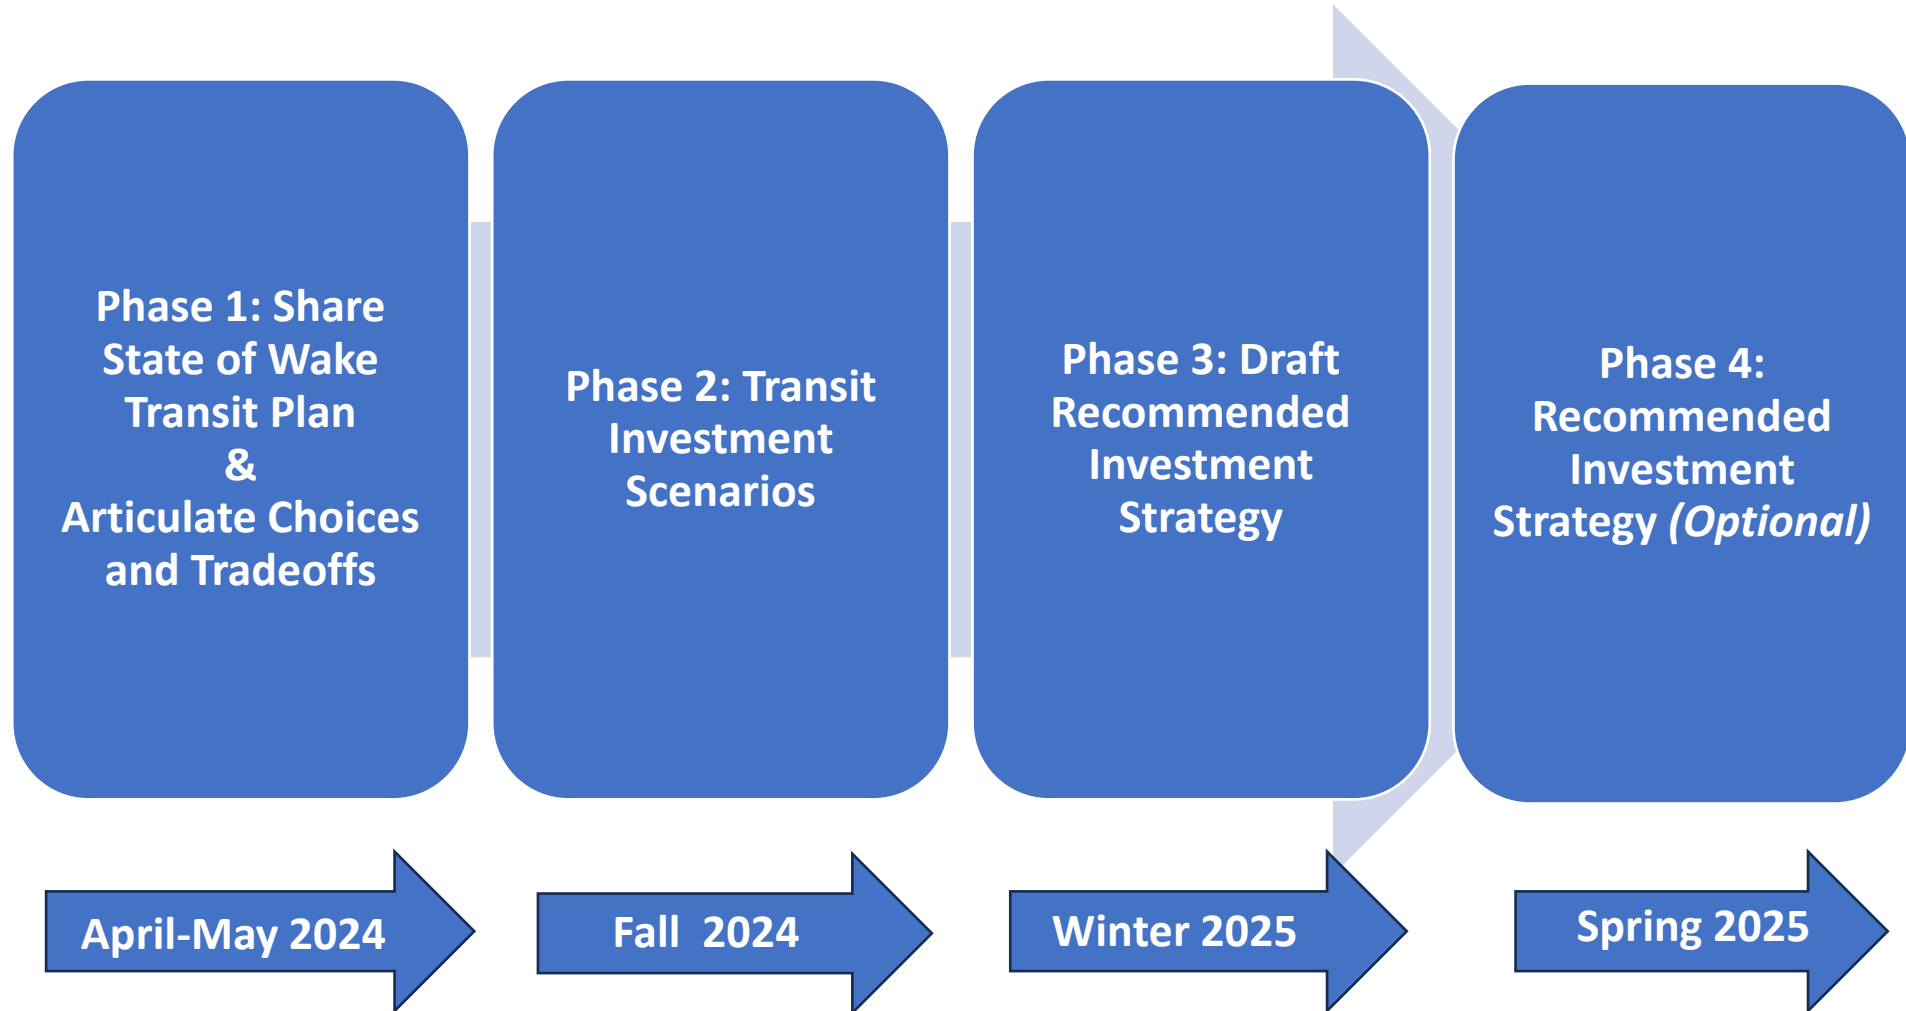 Phase 1: Share
State of Wake
Transit Plan
&
Articulate Choices
and Tradeoffs
Phase 2: Transit
Investment
Scenarios
Phase 3: Draft
Recommended
Investment
Strategy
Phase 4:
Recommended
Investment
Strategy (Optional)
April-May 2024
Fall 2024
Winter 2025
Spring 2025